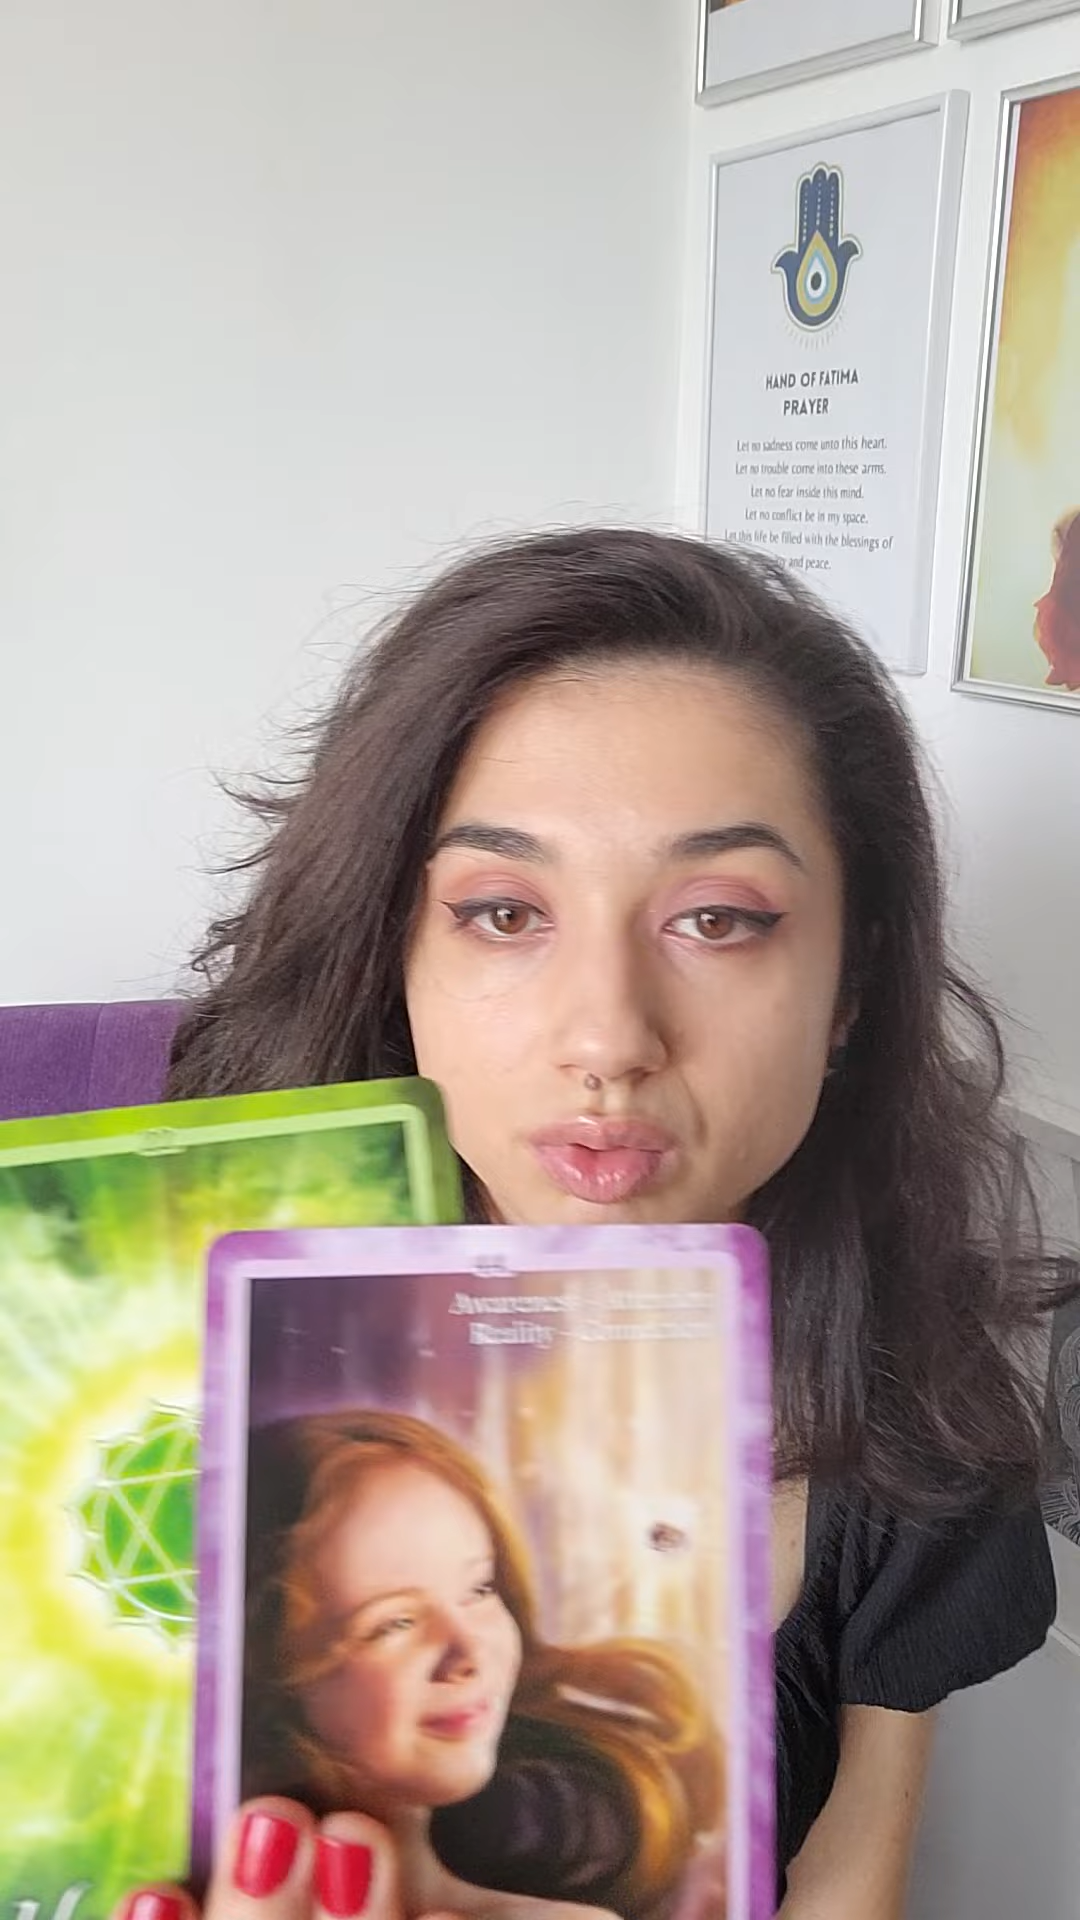 HAND OF FATIMA
PRAYER
Let no sadness come unto this heart.
Let no trouble come into these arms.
Let no fear inside this mind.
Let no conflict be in my space.
Let this life be filled with the blessings of
and peace.
Awareness
Reality -